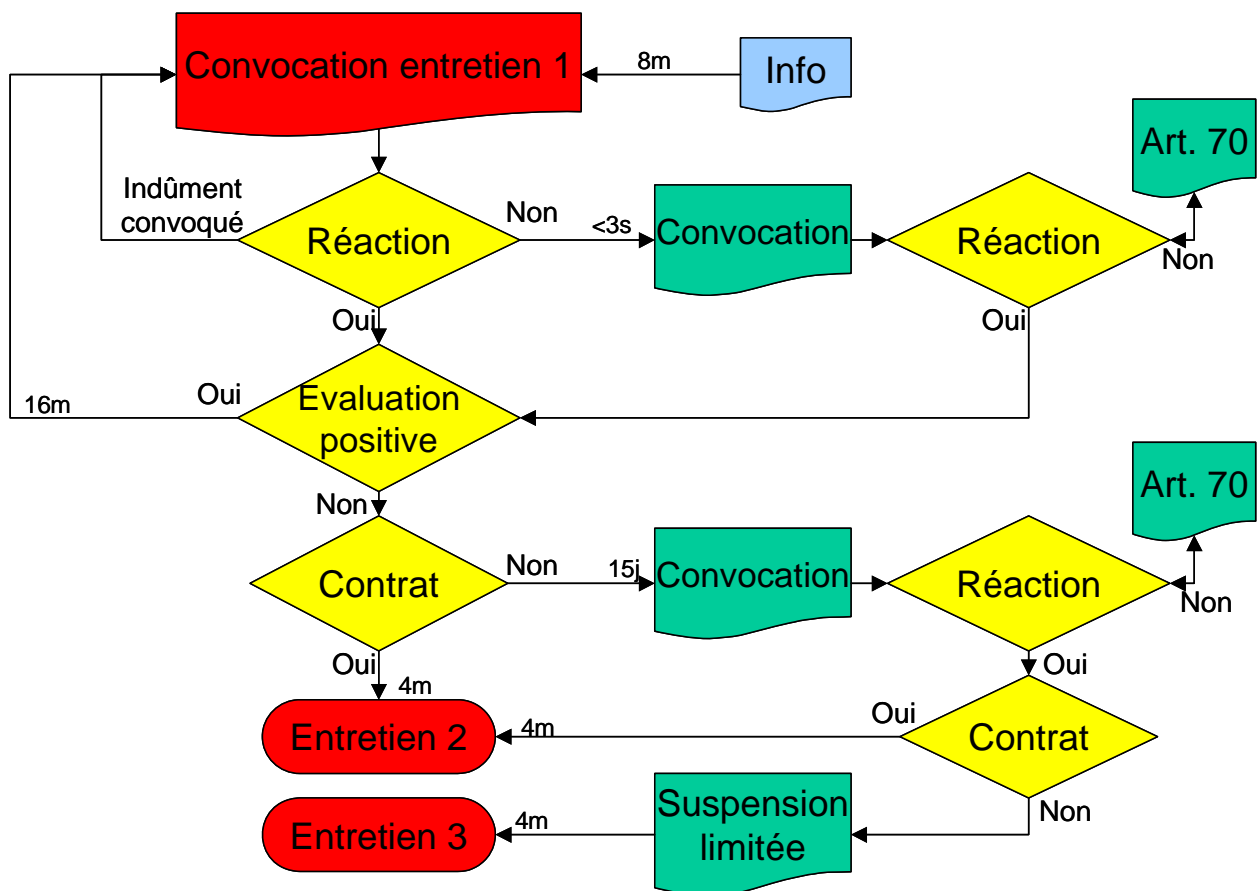 Convocation entretien 1
8m
Info
Art. 70
Indûment
convoqué
Réaction
Non
<3s
Convocation
Réaction
Non
Oui
Oui
Oui
16m
Evaluation
positive
Non
Art. 70
Contrat
Non
15j
Convocation
Réaction
Non
Oui
4m
Oui
Entretien 2
4m
Oui
Contrat
Non
Entretien 3
4m
Suspension
limitée